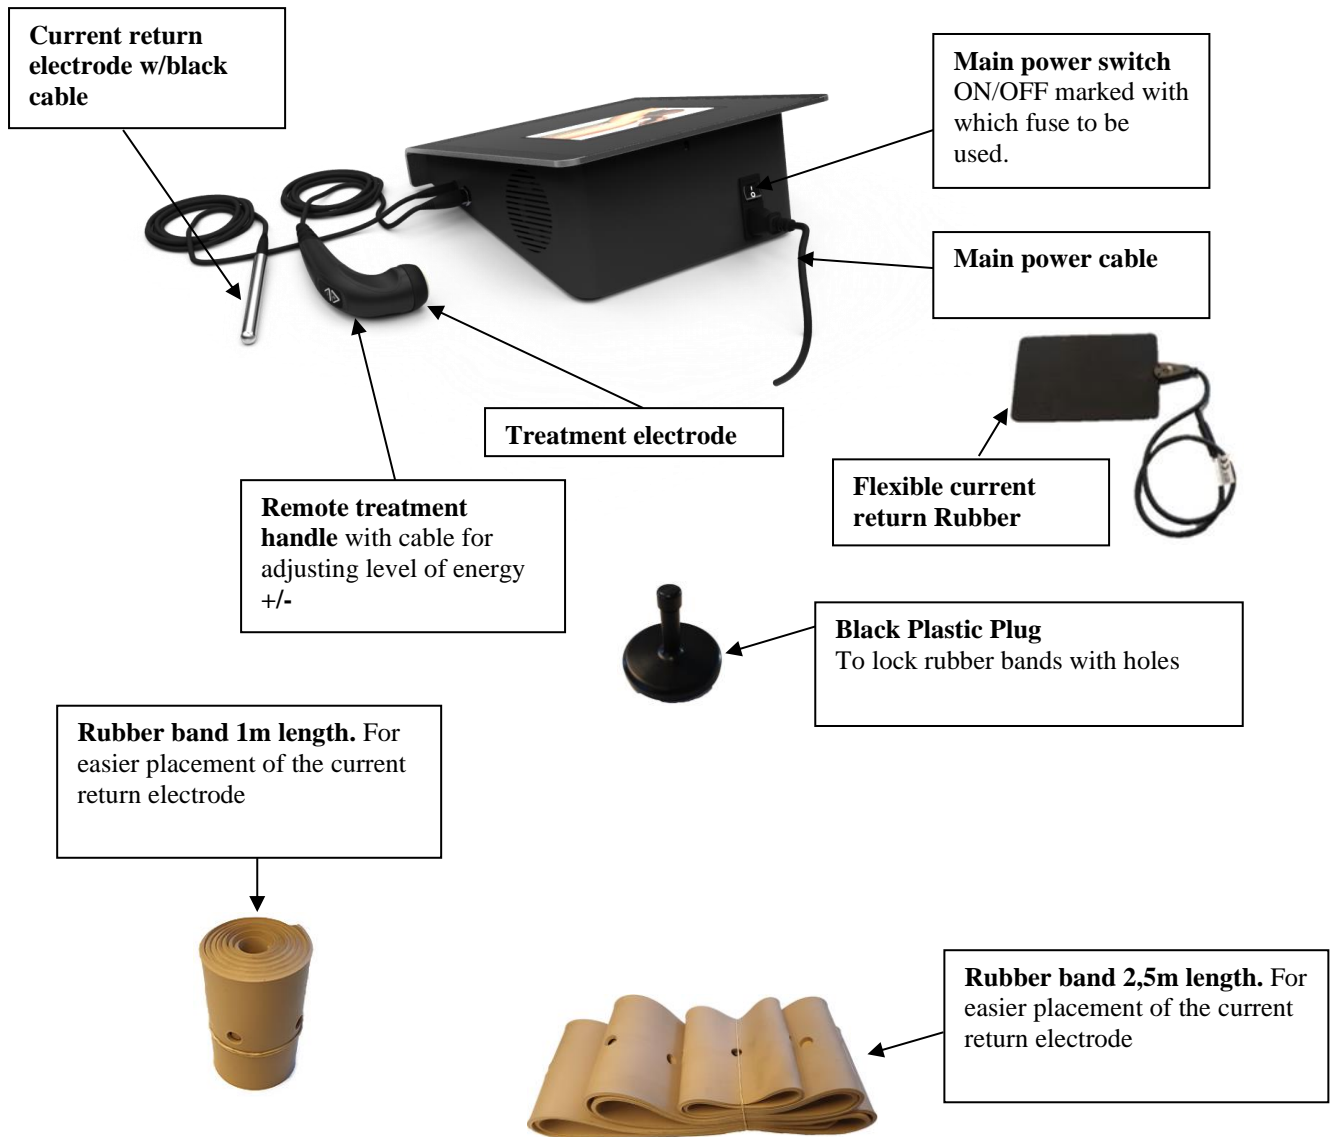 Current return
electrode w/black
cable
Main power switch
ON/OFF marked with
which fuse to be
used.
Main power cable
Treatment electrode
Remote treatment
handle with cable for
adjusting level of energy
+/-
Flexible current
return Rubber
Black Plastic Plug
To lock rubber bands with holes
Rubber band 1m length. For
easier placement of the current
return electrode
Rubber band 2,5m length. For
easier placement of the current
return electrode